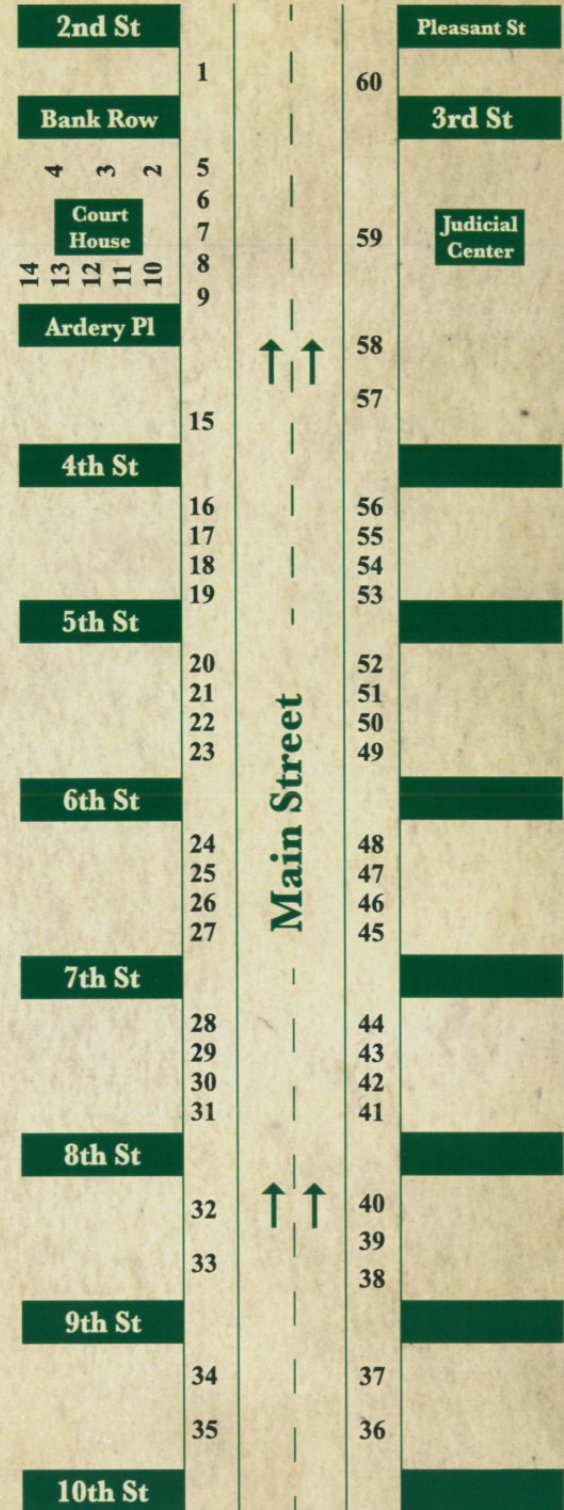 2nd St
Pleasant St
1
60
Bank Row
3rd St
4 3 2
5
6
Court
House
7
8
9
59
Judicial
Center
14 13 12 11 10
Ardery Pl
58
57
15
4th St
16
17
18
19
56
55
54
53
5th St
20
21
22
23
52
51
50
49
Main Street
6th St
24
25
26
27
48
47
46
45
7th St
28
29
30
31
44
43
42
41
8th St
32
33
40
39
38
9th St
34
35
37
36
10th St